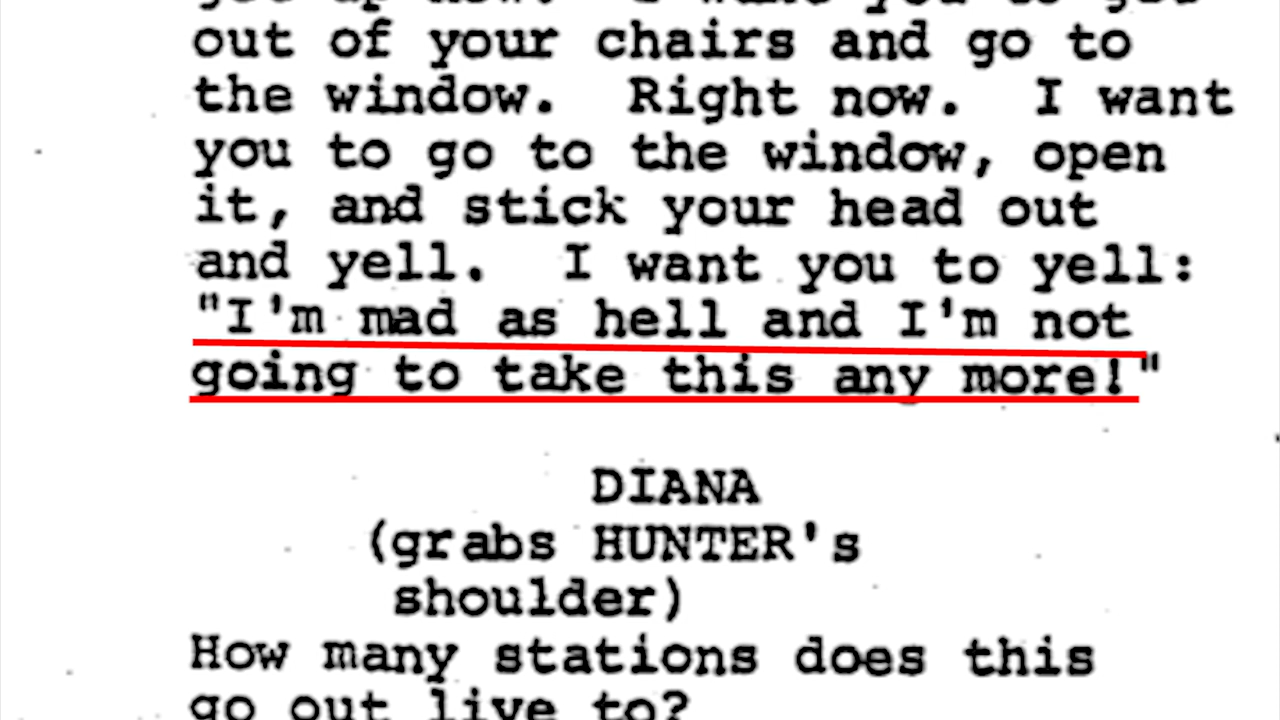 out of your chairs and go to
the window.  Right now.  I want
you to go to the window, open
it, and stick your head out
and yell.  I want you to yell:
"I'm mad as hell and I'm not
going to take this any more!"
DIANA
(grabs HUNTER's
shoulder)
How many stations does this
go out live to?